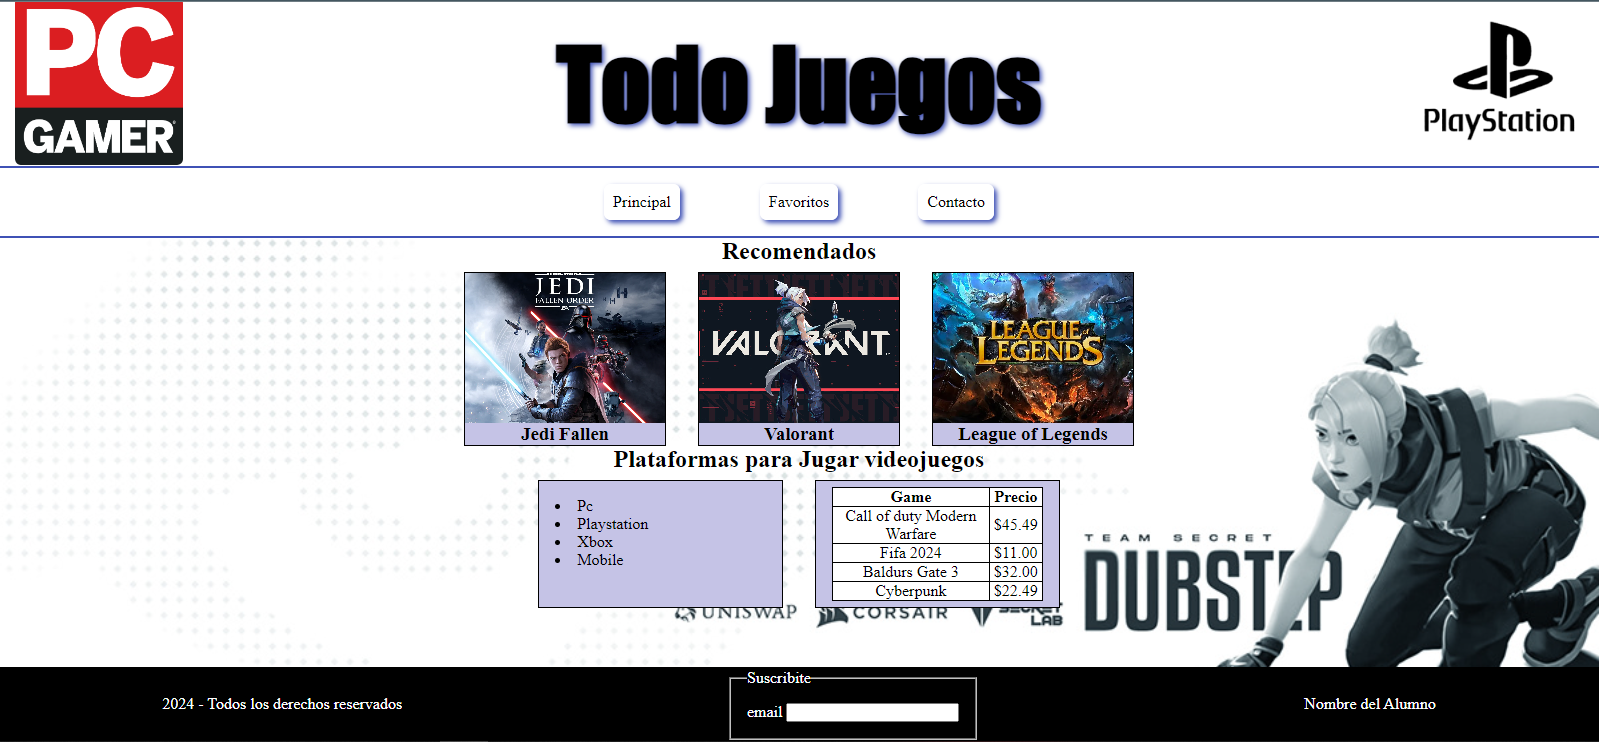 PC
GAMER
Todo Juegos
PlayStation
Principal
Favoritos
Contacto
Recomendados
JEDI
FALLEN ORDER
VALORANT
LEAGUE of
LEGENDS
Jedi Fallen
Valorant
League of Legends
Plataformas para Jugar videojuegos
Pc
Playstation
Xbox
Mobile
Game Precio
Call of duty Modern
Warfare $45.49
Fifa 2024 $11.00
Baldurs Gate 3 $32.00
Cyberpunk $22.49
TEAM SECRET
DUBSTEP
UNISWAP
CORSAIR
SECRET
LAB
2024 - Todos los derechos reservados
Suscribite
email
Nombre del Alumno